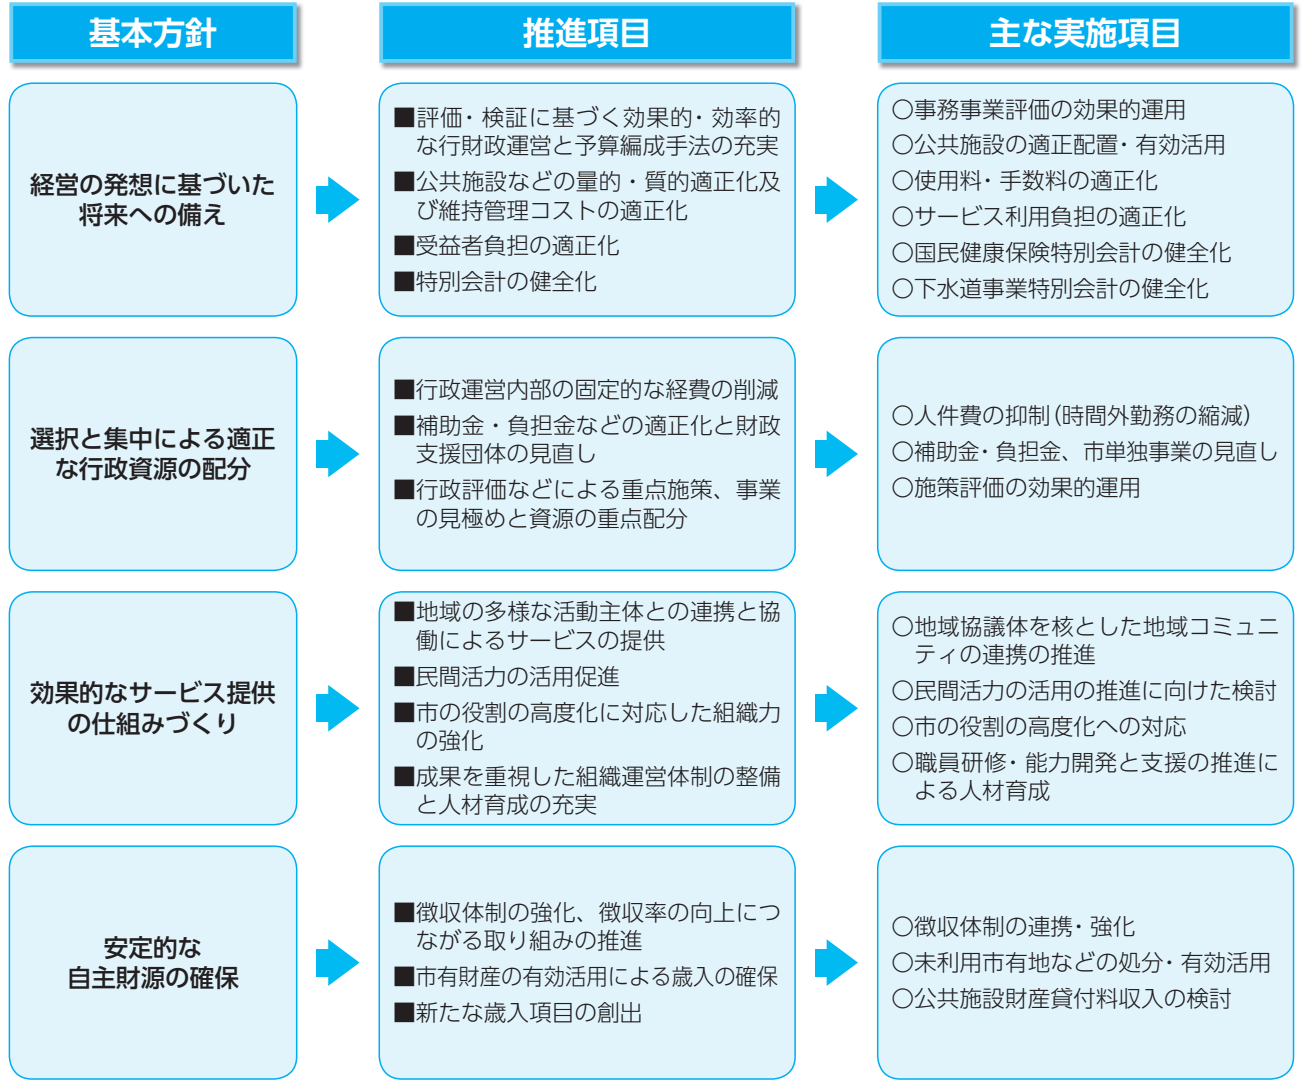 基本方針
推進項目
主な実施項目
経営の発想に基づいた
将来への備え
■評価・検証に基づく効果的・効率的
な行財政運営と予算編成手法の充実
■公共施設などの量的・質的適正化及
び維持管理コストの適正化
■受益者負担の適正化
■特別会計の健全化
○事務事業評価の効果的運用
○公共施設の適正配置・有効活用
○使用料・手数料の適正化
○サービス利用負担の適正化
○国民健康保険特別会計の健全化
○下水道事業特別会計の健全化
選択と集中による適正
な行政資源の配分
■行政運営内部の固定的な経費の削減
■補助金・負担金などの適正化と財政
支援団体の見直し
■行政評価などによる重点施策、事業
の見極めと資源の重点配分
○人件費の抑制(時間外勤務の縮減)
○補助金・負担金、市単独事業の見直し
○施策評価の効果的運用
効果的なサービス提供
の仕組みづくり
■地域の多様な活動主体との連携と協
働によるサービスの提供
■民間活力の活用促進
■市の役割の高度化に対応した組織力
の強化
■成果を重視した組織運営体制の整備
と人材育成の充実
○地域協議体を核とした地域コミュニ
ティの連携の推進
○民間活力の活用の推進に向けた検討
○市の役割の高度化への対応
○職員研修・能力開発と支援の推進に
よる人材育成
安定的な
自主財源の確保
■徴収体制の強化、徴収率の向上につ
ながる取り組みの推進
■市有財産の有効活用による歳入の確保
■新たな歳入項目の創出
○徴収体制の連携・強化
○未利用市有地などの処分・有効活用
○公共施設財産貸付料収入の検討